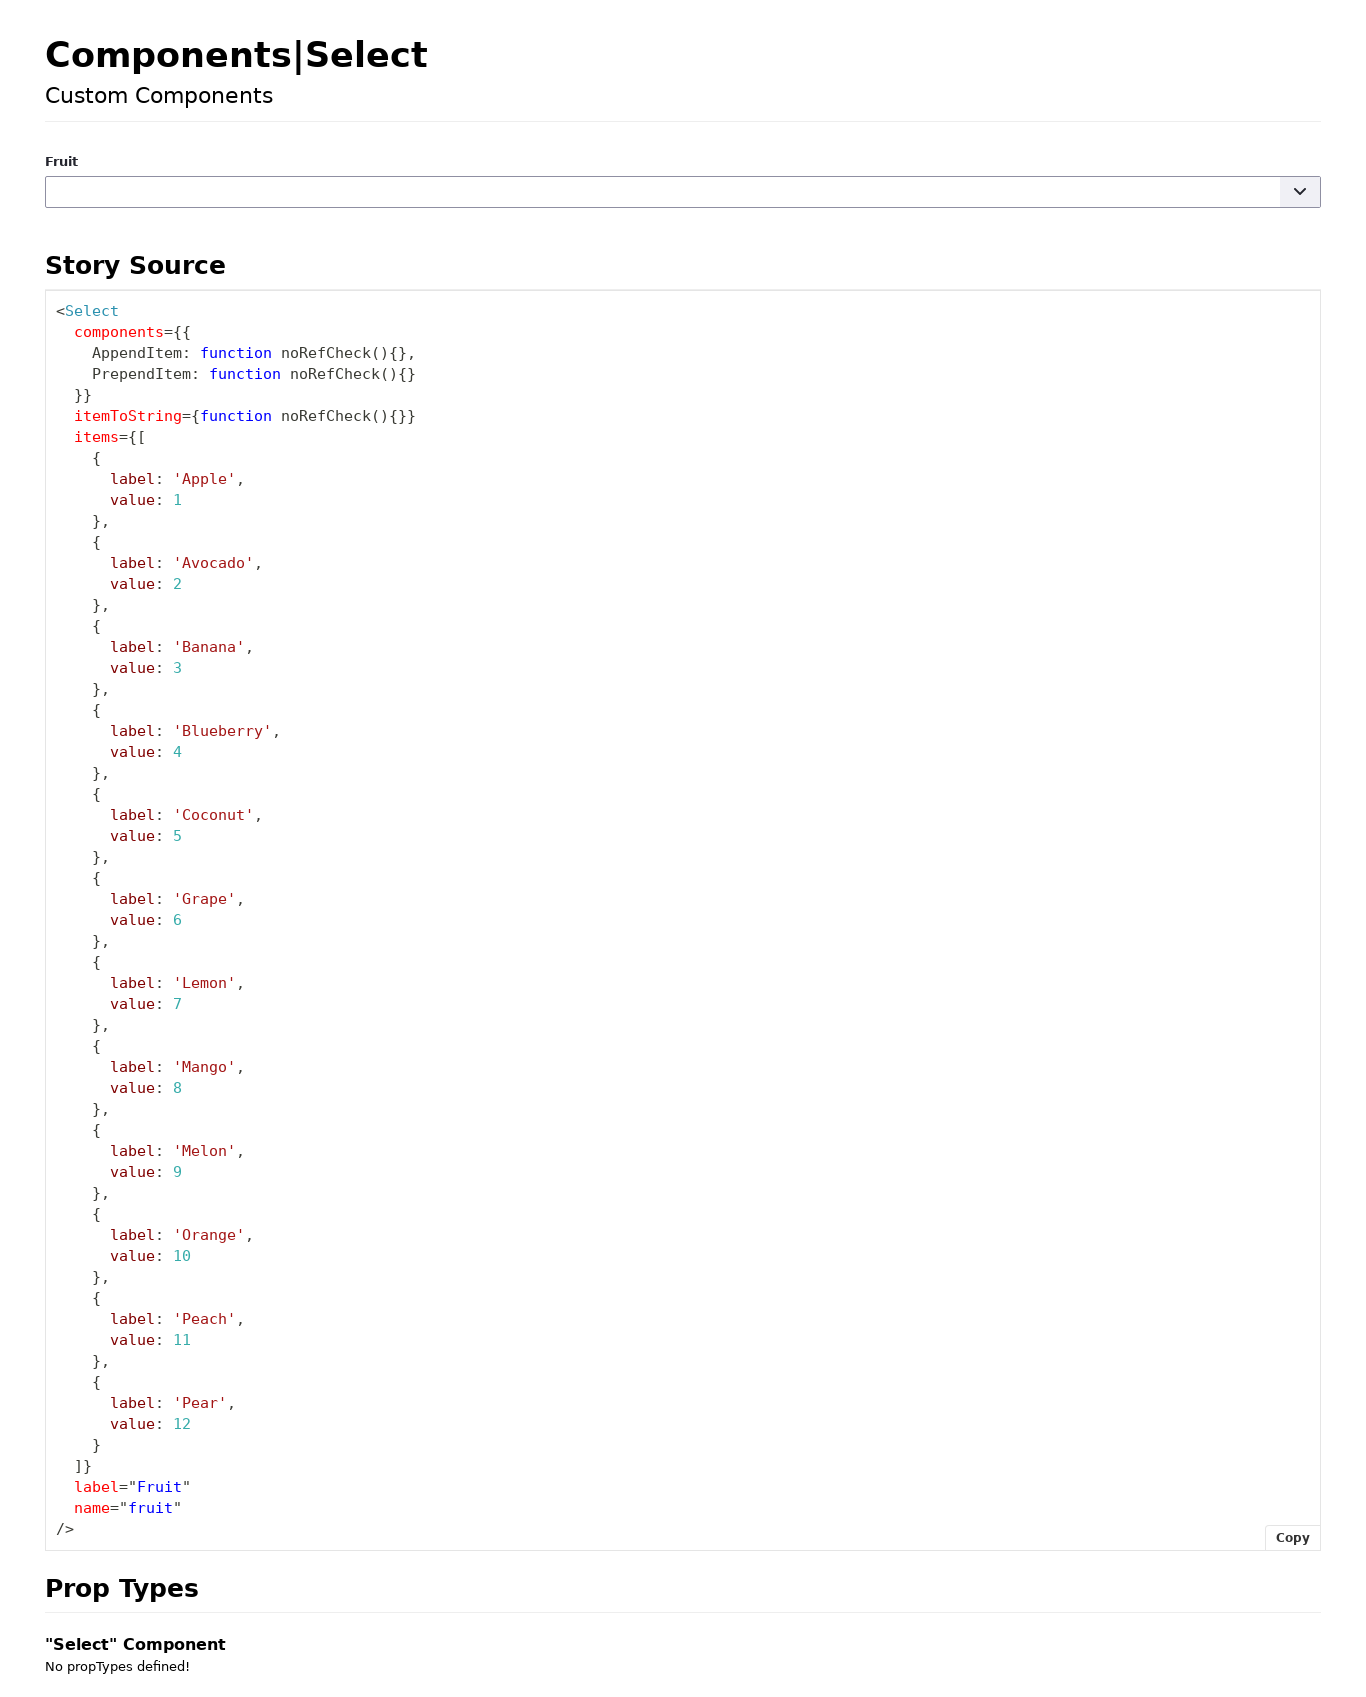 Components|Select
Custom Components
Fruit
Story Source
<Select
  components={{
    AppendItem: function noRefCheck(){},
    PrependItem: function noRefCheck(){}
  }}
  itemToString={function noRefCheck(){}}
  items={[
    {
      label: 'Apple',
      value: 1
    },
    {
      label: 'Avocado',
      value: 2
    },
    {
      label: 'Banana',
      value: 3
    },
    {
      label: 'Blueberry',
      value: 4
    },
    {
      label: 'Coconut',
      value: 5
    },
    {
      label: 'Grape',
      value: 6
    },
    {
      label: 'Lemon',
      value: 7
    },
    {
      label: 'Mango',
      value: 8
    },
    {
      label: 'Melon',
      value: 9
    },
    {
      label: 'Orange',
      value: 10
    },
    {
      label: 'Peach',
      value: 11
    },
    {
      label: 'Pear',
      value: 12
    }
  ]}
  label="Fruit"
  name="fruit"
/>
Copy
Prop Types
"Select" Component
No propTypes defined!